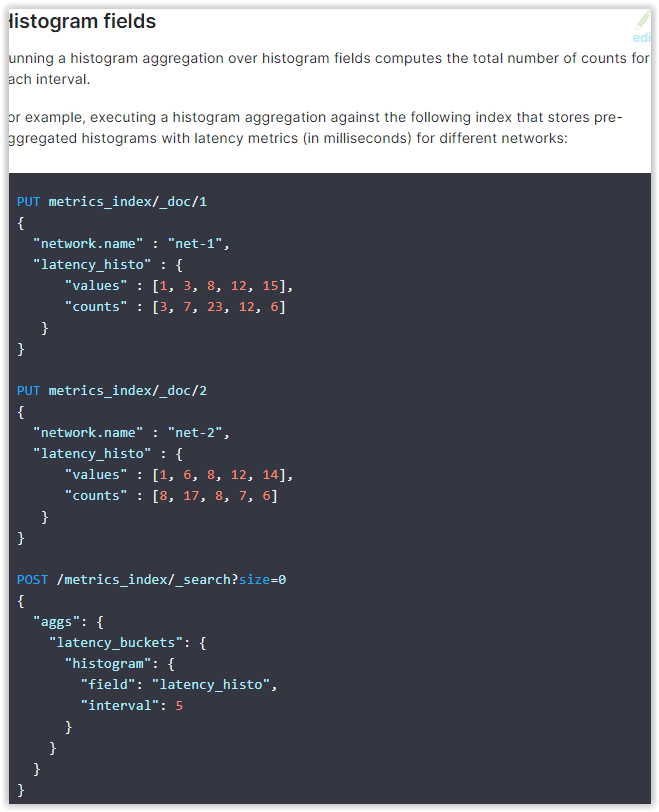 Histogram fields
edi
unning a histogram aggregation over histogram fields computes the total number of counts for
ach interval.
or example, executing a histogram aggregation against the following index that stores pre-
ggregated histograms with latency metrics (in milliseconds) for different networks:
PUT metrics_index/_doc/1
{
  "network.name" : "net-1",
  "latency_histo" : {
      "values" : [1, 3, 8, 12, 15],
      "counts" : [3, 7, 23, 12, 6]
   }
}
PUT metrics_index/_doc/2
{
  "network.name" : "net-2",
  "latency_histo" : {
      "values" : [1, 6, 8, 12, 14],
      "counts" : [8, 17, 8, 7, 6]
   }
}
POST /metrics_index/_search?size=0
{
  "aggs": {
    "latency_buckets": {
      "histogram": {
        "field": "latency_histo",
        "interval": 5
      }
    }
  }
}